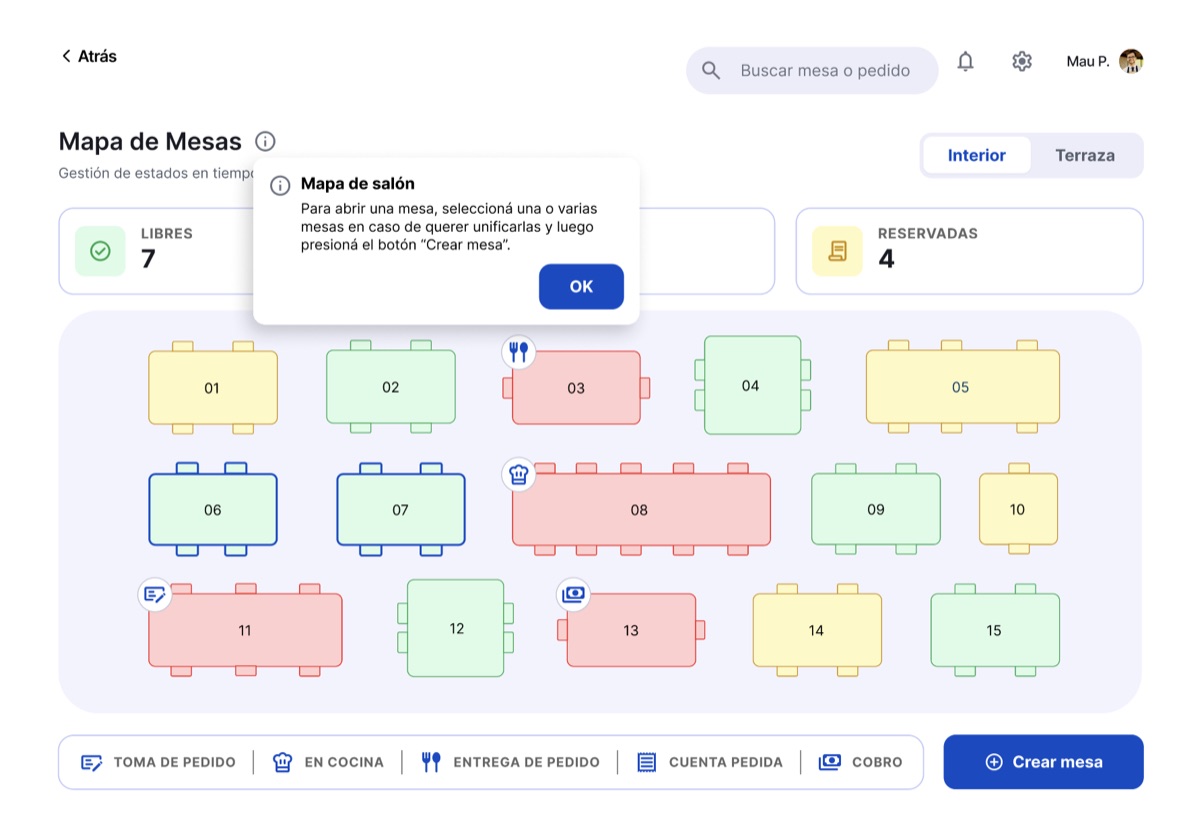 Atrás
Buscar mesa o pedido
Mau P.
Mapa de Mesas
Interior
Terraza
Gestión de estados en tiempo
Mapa de salón
Para abrir una mesa, seleccioná una o varias
mesas en caso de querer unificarlas y luego
presioná el botón “Crear mesa”.
OK
LIBRES
7
RESERVADAS
4
01
02
03
04
05
06
07
08
09
10
11
12
13
14
15
TOMA DE PEDIDO
EN COCINA
ENTREGA DE PEDIDO
CUENTA PEDIDA
COBRO
Crear mesa